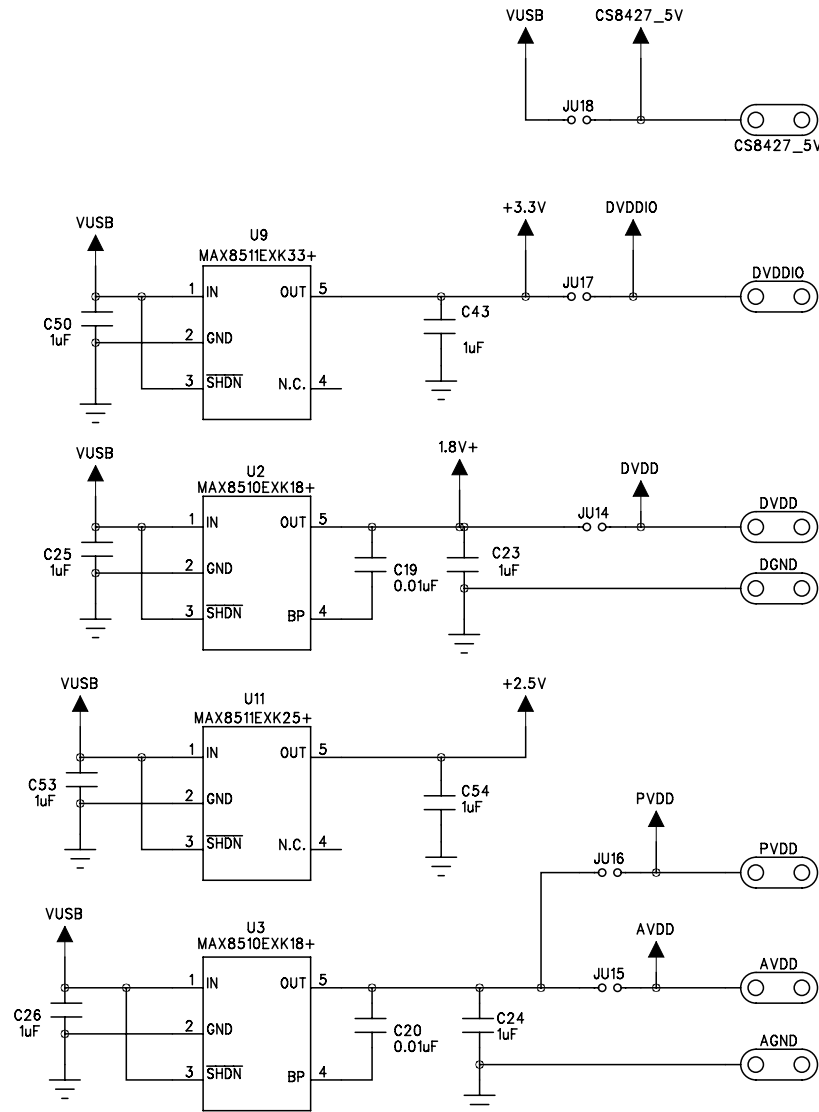 VUSB CS8427_5V
JU18
CS8427_5V
VUSB
U9
MAX8511EXK33+
+3.3V
DVDDIO
JU17
DVDDIO
1 IN OUT 5
C50
1uF
2 GND
3 SHDN N.C. 4
C43
1uF
VUSB
U2
MAX8510EXK18+
1.8V+
DVDD
JU14
DVDD
1 IN OUT 5
C25
1uF
2 GND
3 SHDN BP 4
C19
0.01uF
C23
1uF
DGND
VUSB
U11
MAX8511EXK25+
+2.5V
1 IN OUT 5
C53
1uF
2 GND
3 SHDN N.C. 4
C54
1uF
PVDD
JU16
PVDD
VUSB
U3
MAX8510EXK18+
AVDD
JU15
AVDD
1 IN OUT 5
C26
1uF
2 GND
3 SHDN BP 4
C20
0.01uF
C24
1uF
AGND